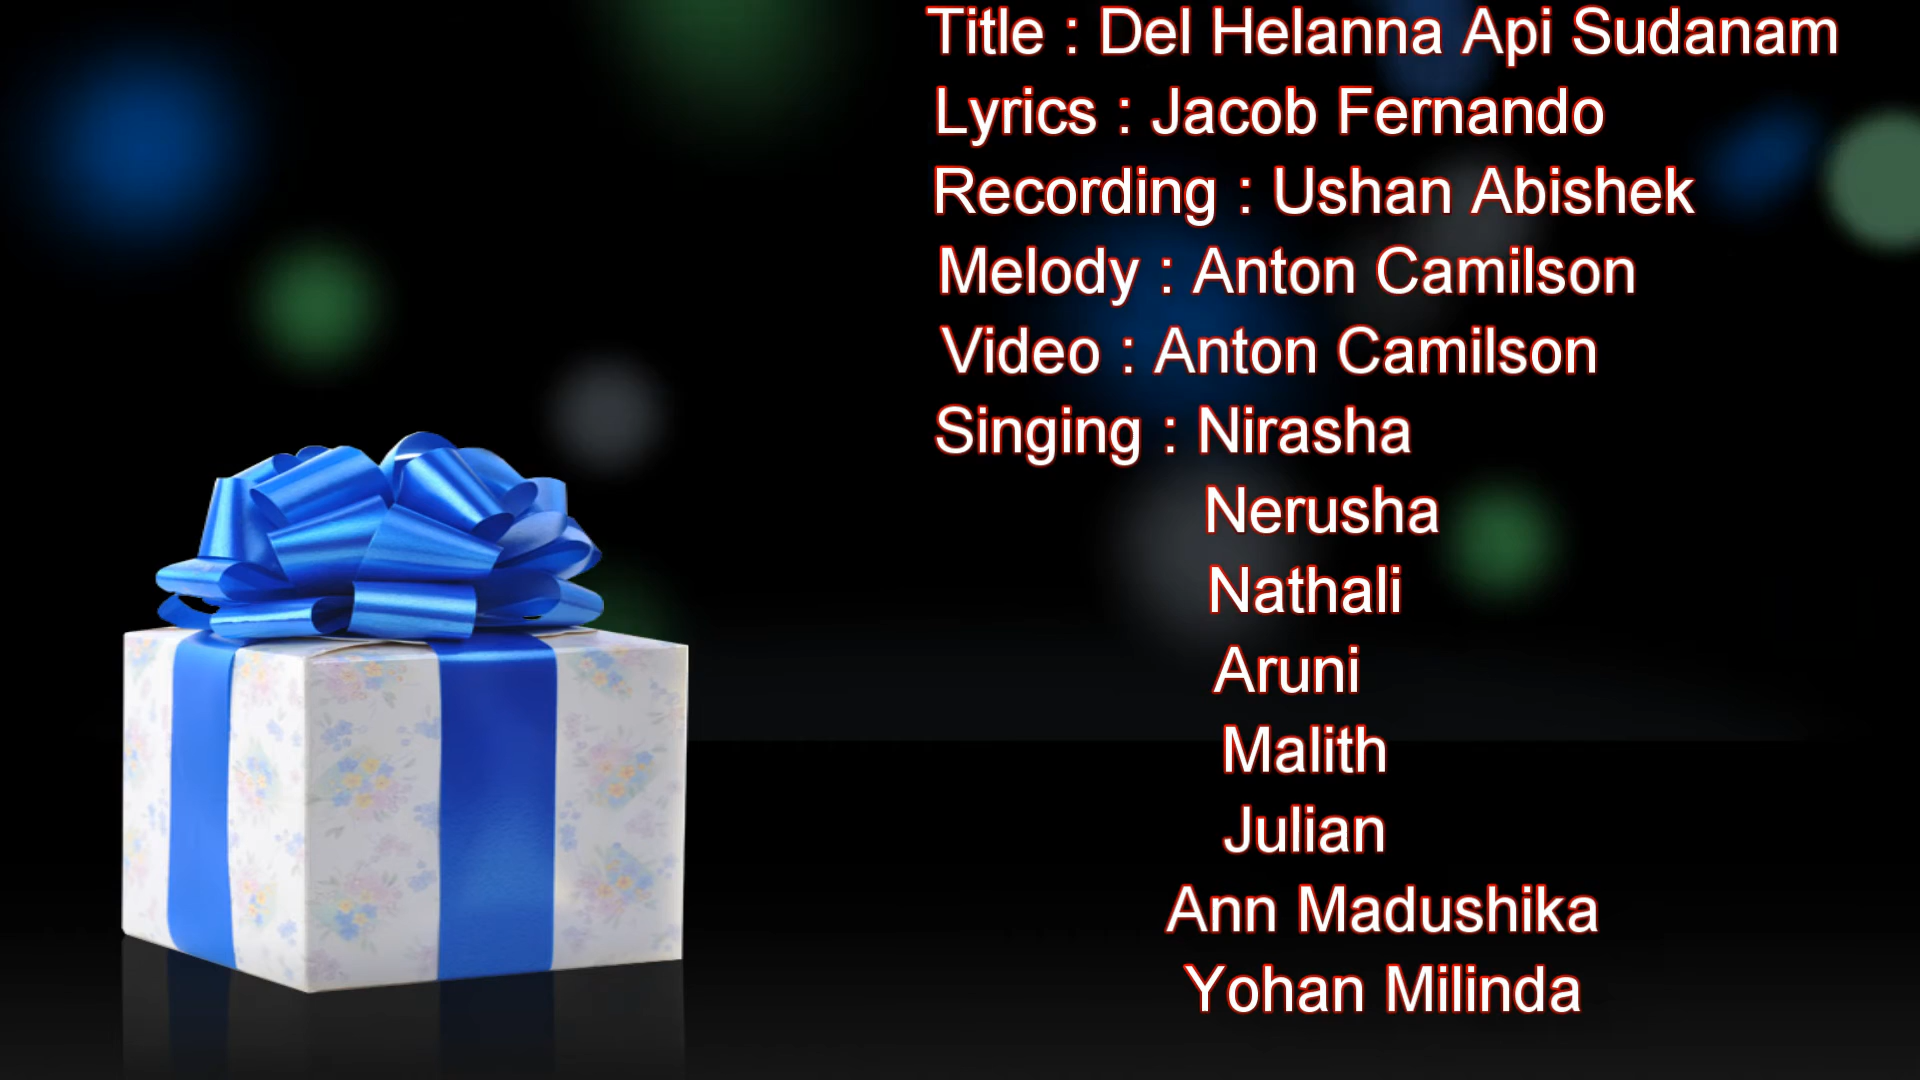 Title : Del Helanna Api Sudanam
Lyrics : Jacob Fernando
Recording : Ushan Abishek
Melody : Anton Camilson
Video : Anton Camilson
Singing : Nirasha
Nerusha
Nathali
Aruni
Malith
Julian
Ann Madushika
Yohan Milinda